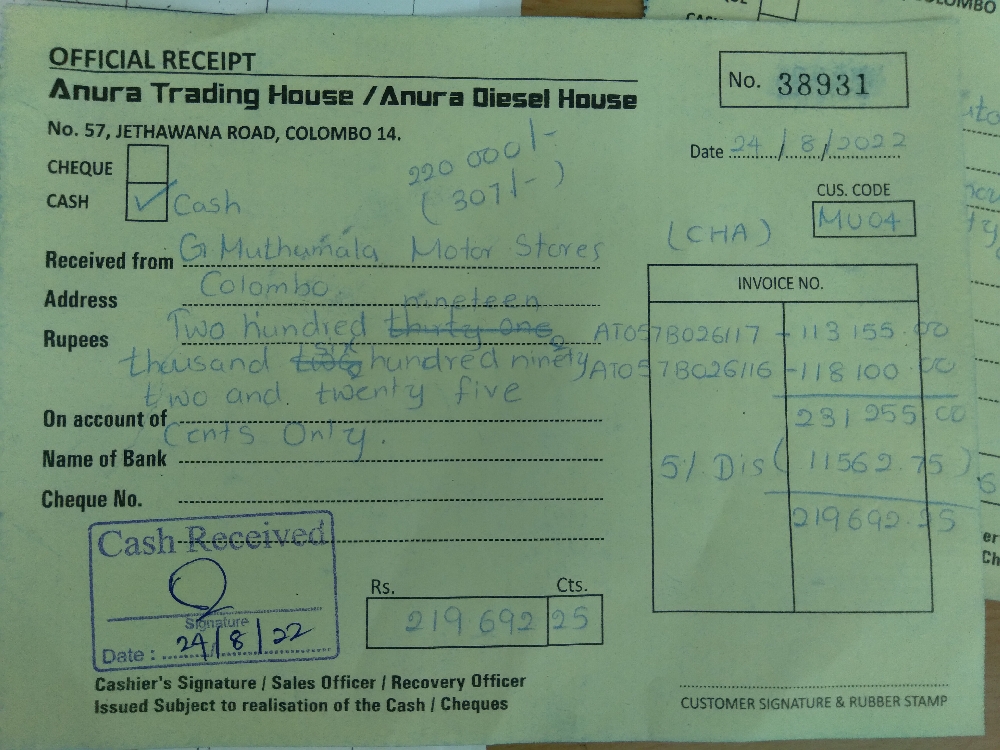 OFFICIAL RECEIPT
Anura Trading House / Anura Diesel House
No. 57, JETHAWANA ROAD, COLOMBO 14.
No. 38931
Date 24/8/2022
CHEQUE
CASH ✓ Cash
220 000/-
(307/-)
CUS. CODE
MU04
(CHA)
Received from G. Muthumala Motor Stores
Address Colombo.
nineteen
Rupees Two hundred thirty one
thousand six hundred ninety
two and twenty five
On account of Cents Only.
Name of Bank
Cheque No.
INVOICE NO.
AT057B026117 - 113 155.00
AT057B026116 - 118 100.00
231 255 00
5% Dis (11562.75)
219692.25
Cash Received
Signature
Date : 24/8/22
Rs. Cts.
219 692 25
Cashier's Signature / Sales Officer / Recovery Officer
Issued Subject to realisation of the Cash / Cheques
CUSTOMER SIGNATURE & RUBBER STAMP